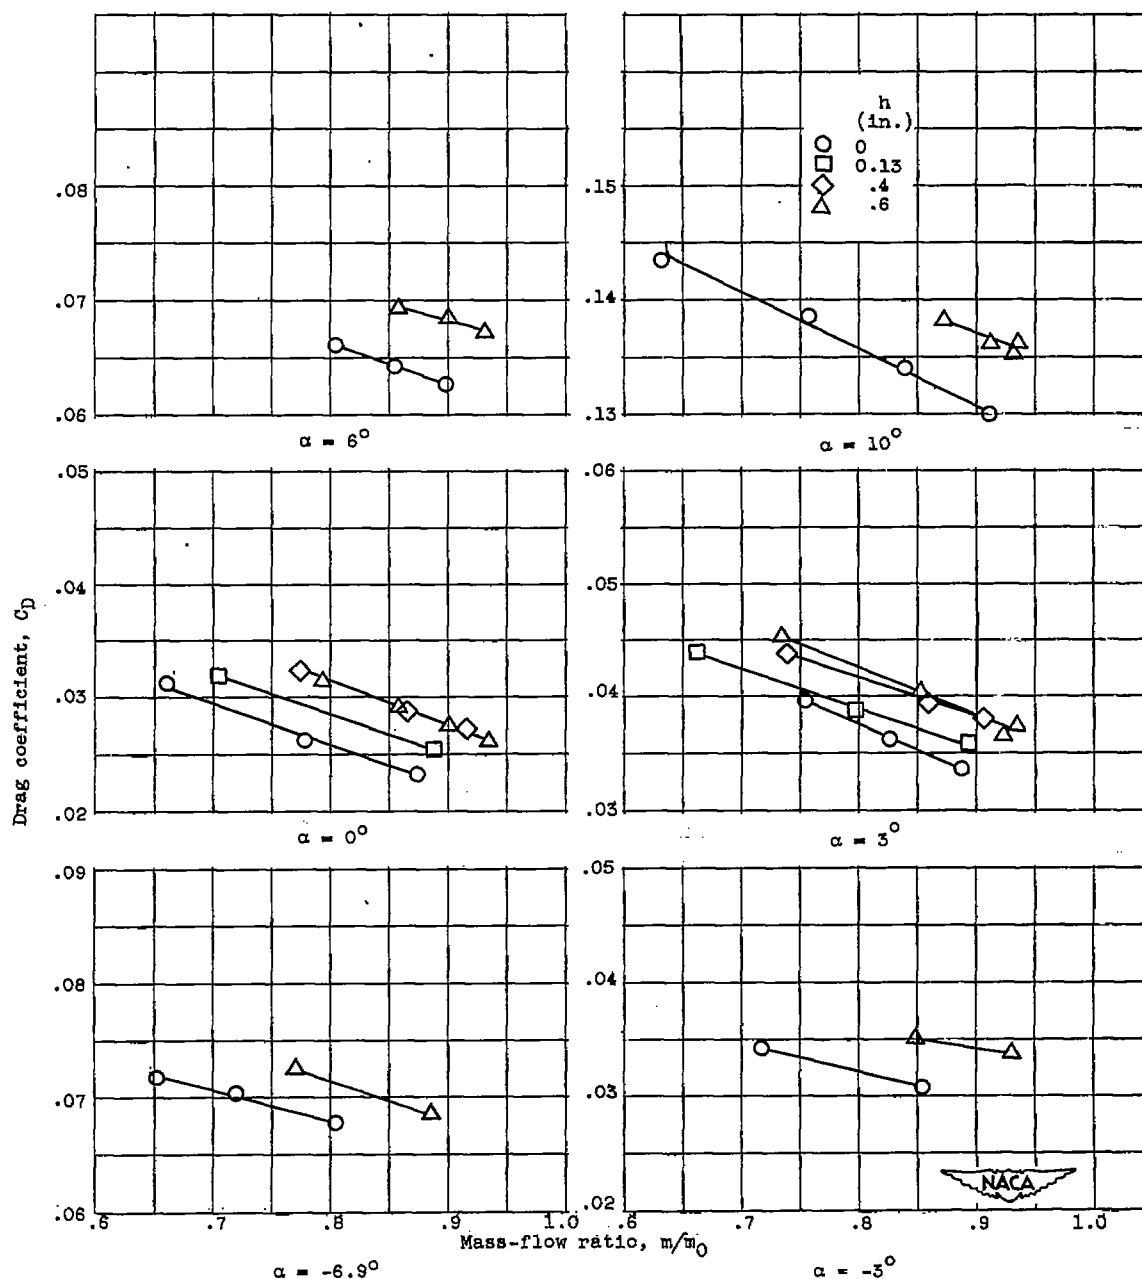 h
(in.)
0
0.13
.4
.6
.08
.07
.06
α = 6°
.15
.14
.13
α = 10°
Drag coefficient, C_D
.05
.04
.03
.02
α = 0°
.06
.05
.04
.03
α = 3°
.09
.08
.07
.06
.6 .7 .8 .9 1.0
.05
.04
.03
.02
NACA
.6 .7 .8 .9 1.0
Mass-flow ratio, m/m₀
α = -6.9°
α = -3°